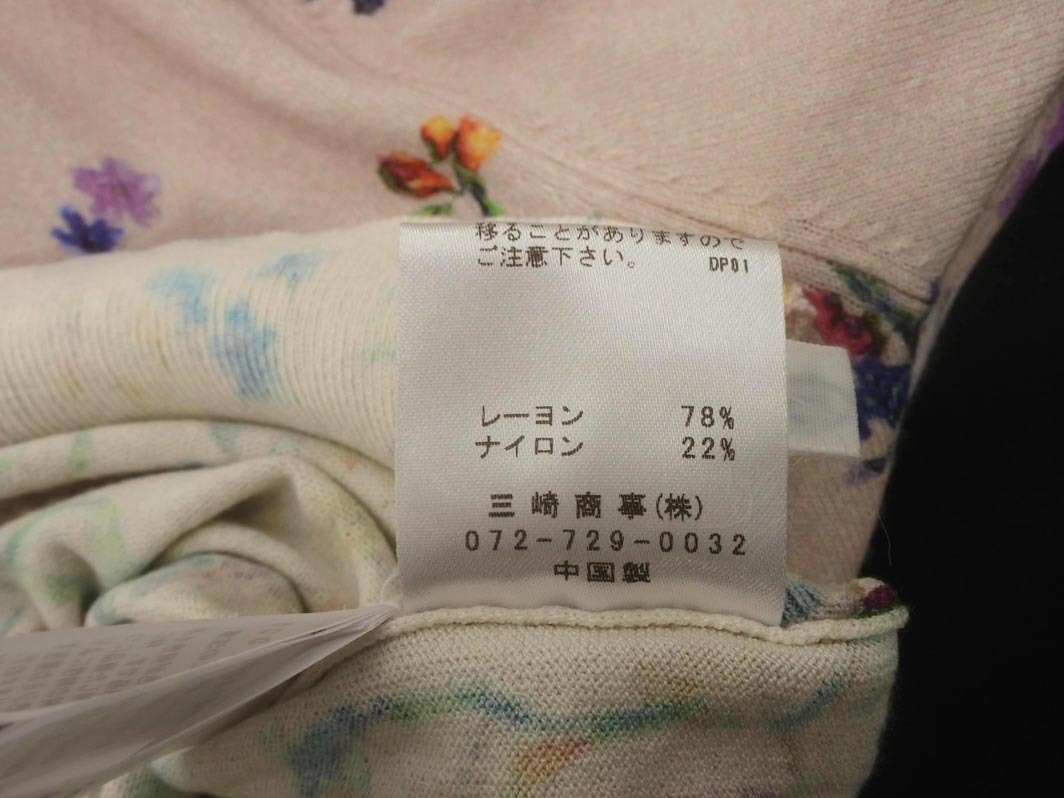 移ることがありますので
ご注意下さい。 DP01
レーヨン 78%
ナイロン 22%
三崎商事(株)
072-729-0032
中国製